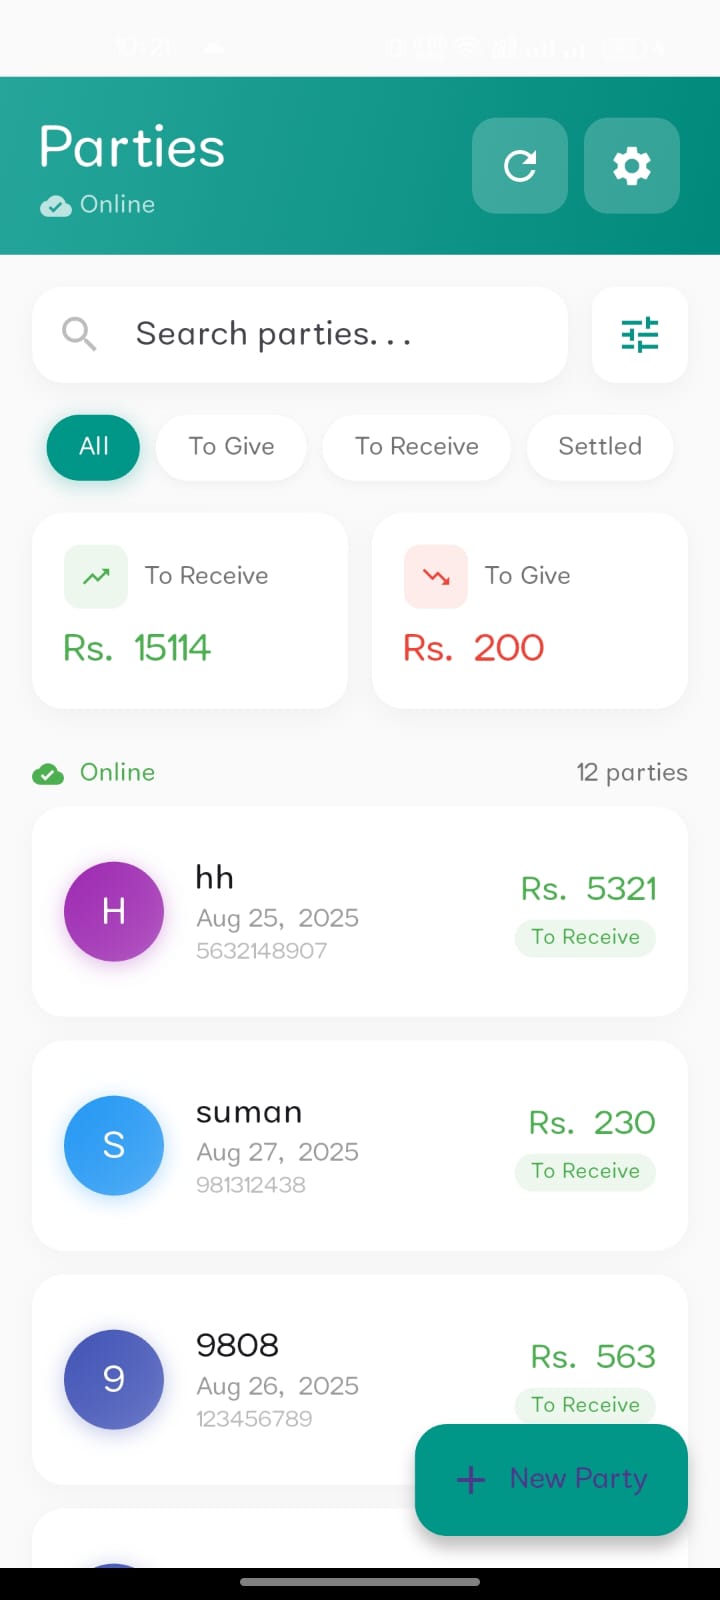 10:21
Parties
Online
Search parties...
All To Give To Receive Settled
To Receive
Rs. 15114
To Give
Rs. 200
Online
12 parties
H
hh
Aug 25, 2025
5632148907
Rs. 5321
To Receive
S
suman
Aug 27, 2025
981312438
Rs. 230
To Receive
9
9808
Aug 26, 2025
123456789
Rs. 563
To Receive
+ New Party